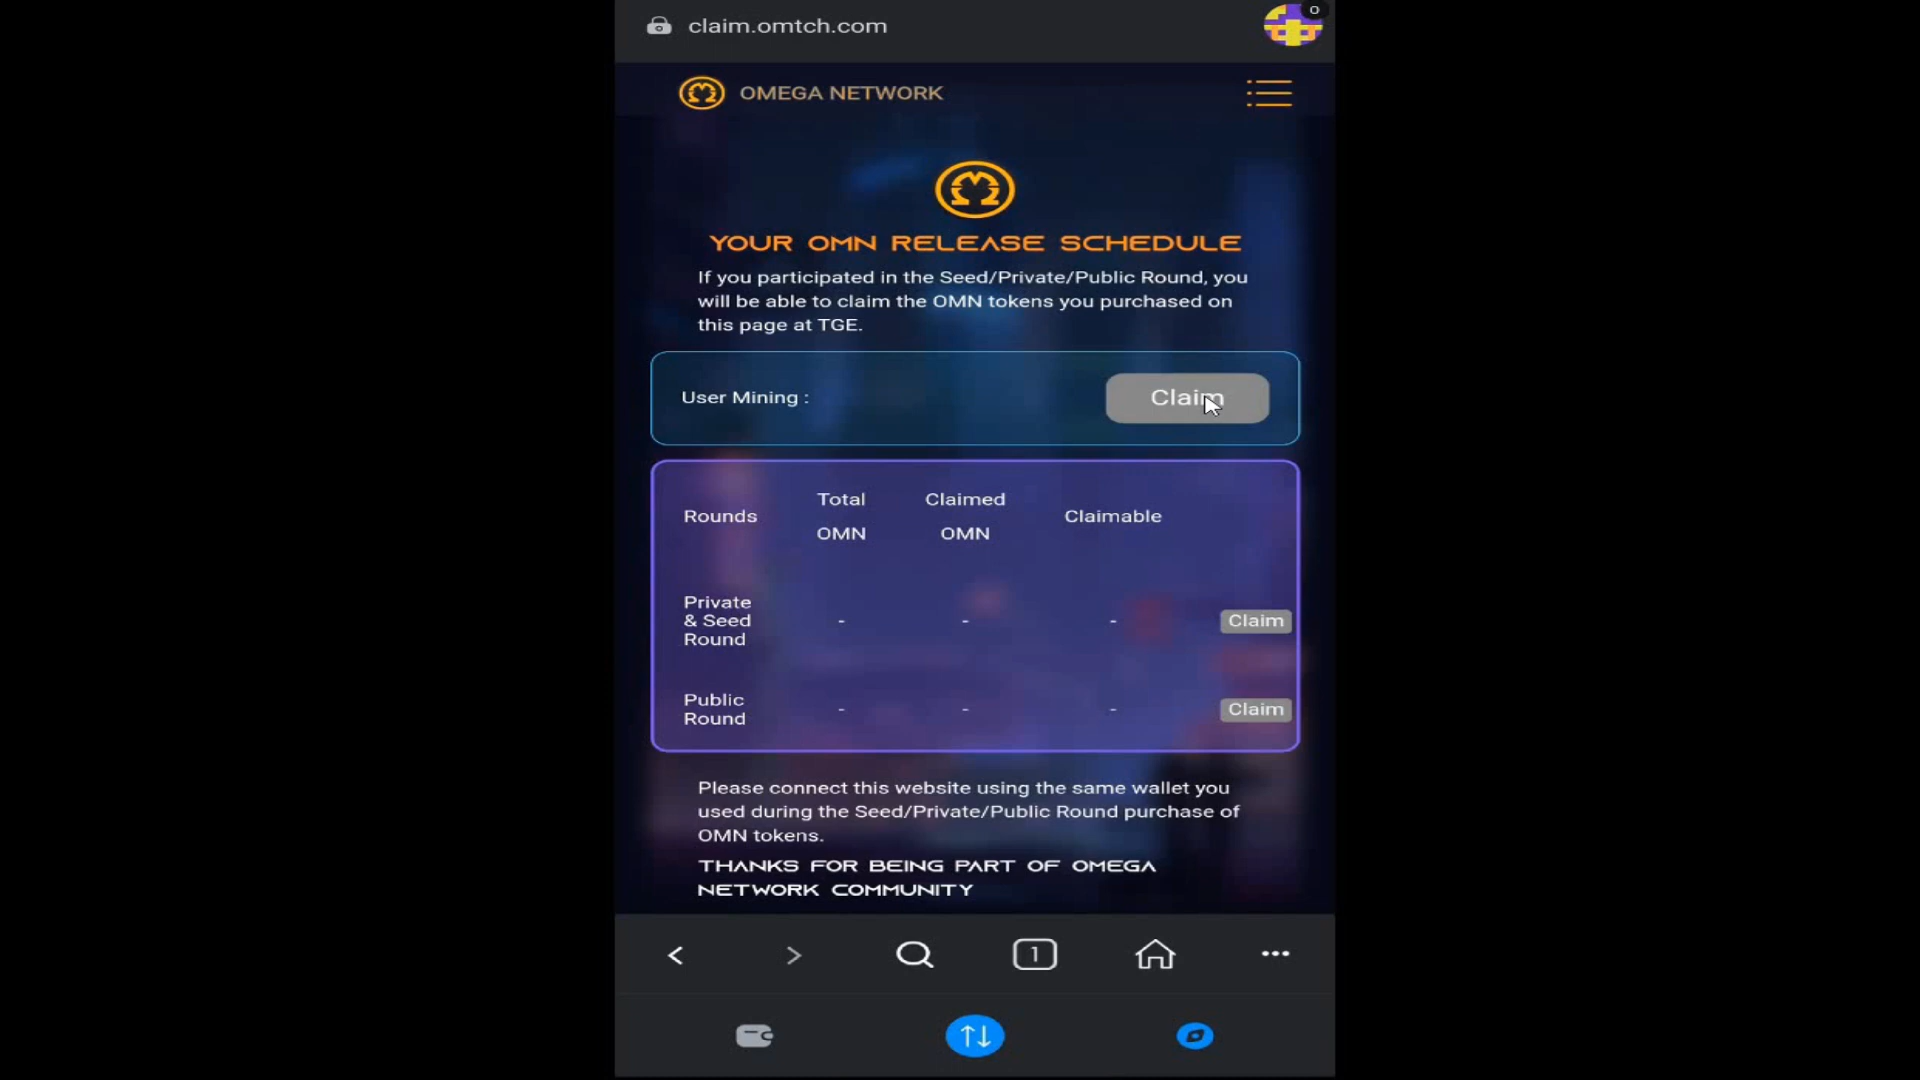 claim.omtch.com
0
OMEGA NETWORK
YOUR OMN RELEASE SCHEDULE
If you participated in the Seed/Private/Public Round, you
will be able to claim the OMN tokens you purchased on
this page at TGE.
User Mining :
Claim
Rounds
Total
OMN
Claimed
OMN
Claimable
Private
& Seed
Round
- - -
Claim
Public
Round
- - -
Claim
Please connect this website using the same wallet you
used during the Seed/Private/Public Round purchase of
OMN tokens.
THANKS FOR BEING PART OF OMEGA
NETWORK COMMUNITY
1